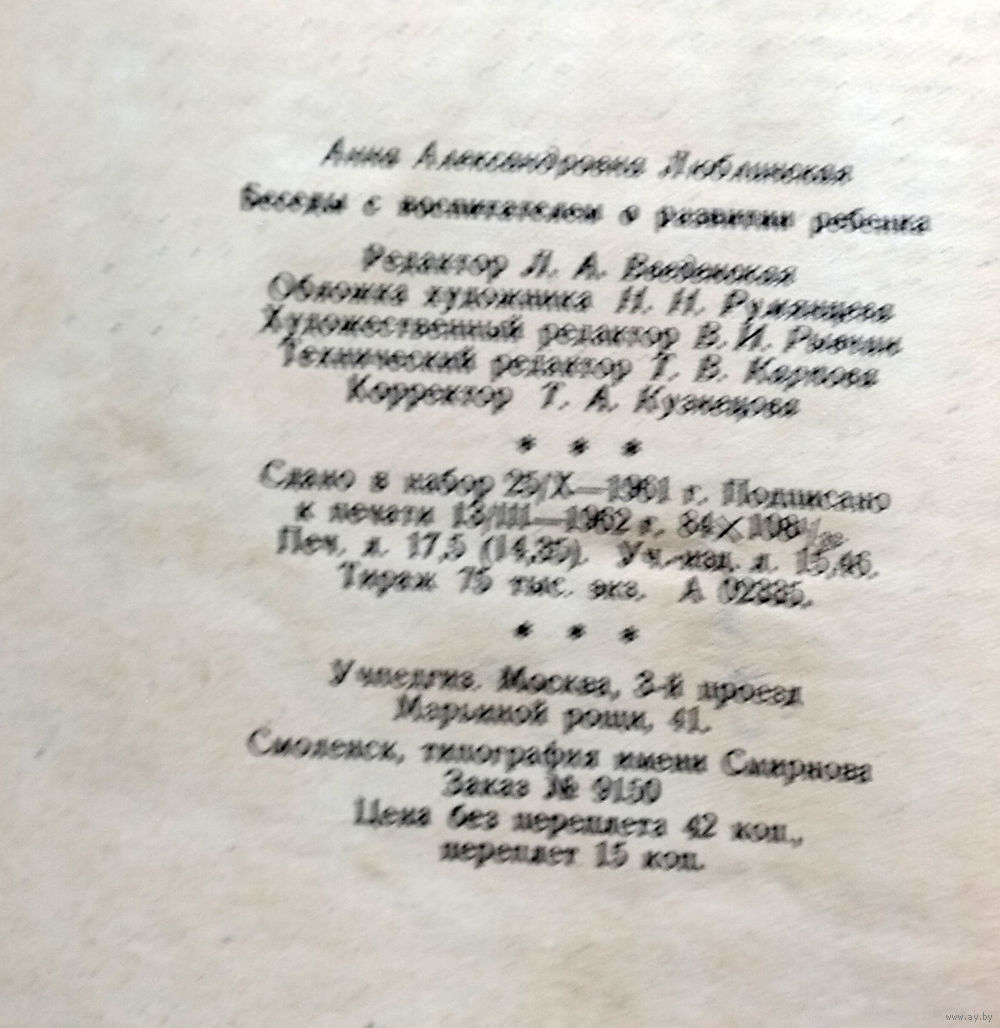 Анна Александровна Люблинская
Беседы с воспитателем о развитии ребенка
Редактор Л. А. Введенская
Обложка художника Н. Н. Румянцева
Художественный редактор В. И. Рывчин
Технический редактор Т. В. Карпова
Корректор Т. А. Кузнецова
* * *
Сдано в набор 25/X—1961 г. Подписано
к печати 13/III—1962 г. 84×108 1/32.
Печ. л. 17,5 (14,35). Уч.-изд. л. 15,46.
Тираж 75 тыс. экз. А 02335.
* * *
Учпедгиз. Москва, 3-й проезд
Марьиной рощи, 41.
Смоленск, типография имени Смирнова
Заказ № 9150
Цена без переплета 42 коп.,
переплет 15 коп.
www.ay.by